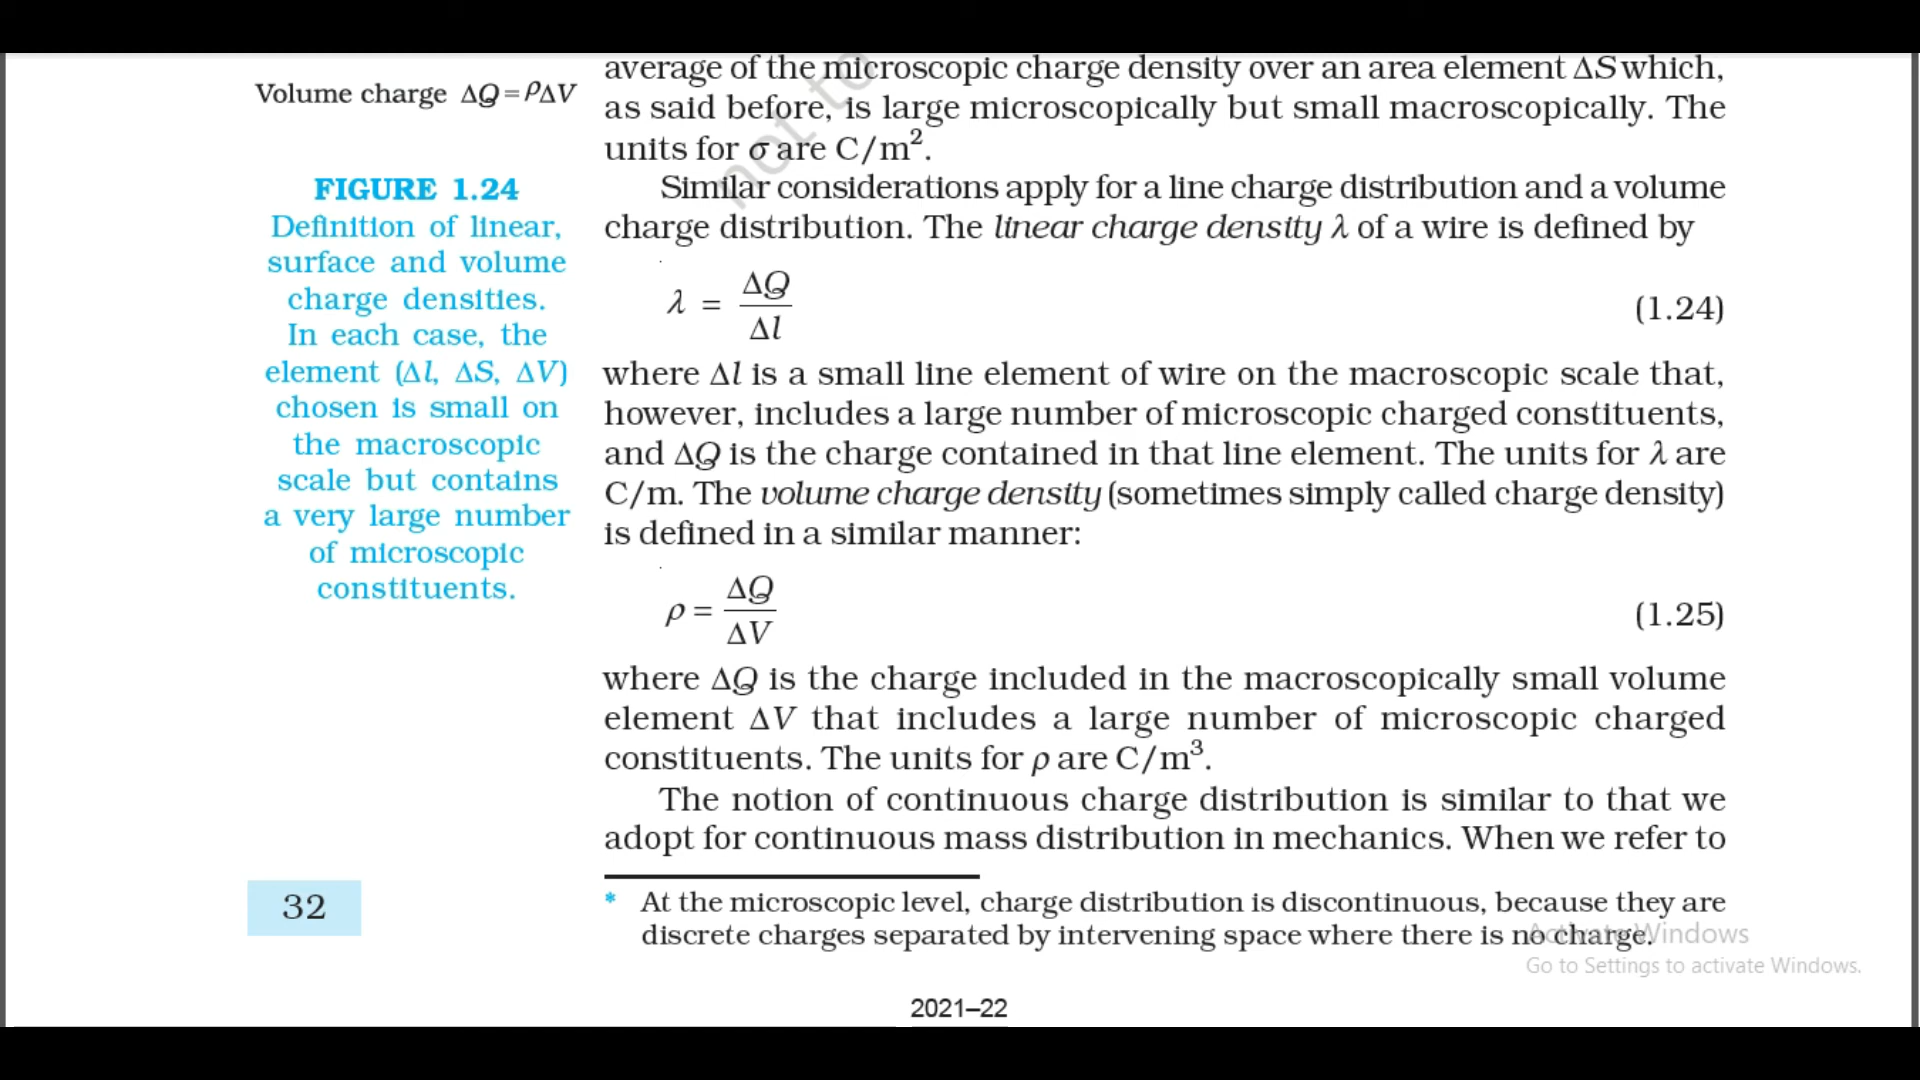 Volume charge ΔQ = ρΔV
FIGURE 1.24
Definition of linear,
surface and volume
charge densities.
In each case, the
element (Δl, ΔS, ΔV)
chosen is small on
the macroscopic
scale but contains
a very large number
of microscopic
constituents.
32
average of the microscopic charge density over an area element ΔS which,
as said before, is large microscopically but small macroscopically. The
units for σ are C/m².
Similar considerations apply for a line charge distribution and a volume
charge distribution. The linear charge density λ of a wire is defined by
λ = ΔQ/Δl (1.24)
where Δl is a small line element of wire on the macroscopic scale that,
however, includes a large number of microscopic charged constituents,
and ΔQ is the charge contained in that line element. The units for λ are
C/m. The volume charge density (sometimes simply called charge density)
is defined in a similar manner:
ρ = ΔQ/ΔV (1.25)
where ΔQ is the charge included in the macroscopically small volume
element ΔV that includes a large number of microscopic charged
constituents. The units for ρ are C/m³.
The notion of continuous charge distribution is similar to that we
adopt for continuous mass distribution in mechanics. When we refer to
* At the microscopic level, charge distribution is discontinuous, because they are
discrete charges separated by intervening space where there is no charge.
2021–22
not to
Activate Windows
Go to Settings to activate Windows.